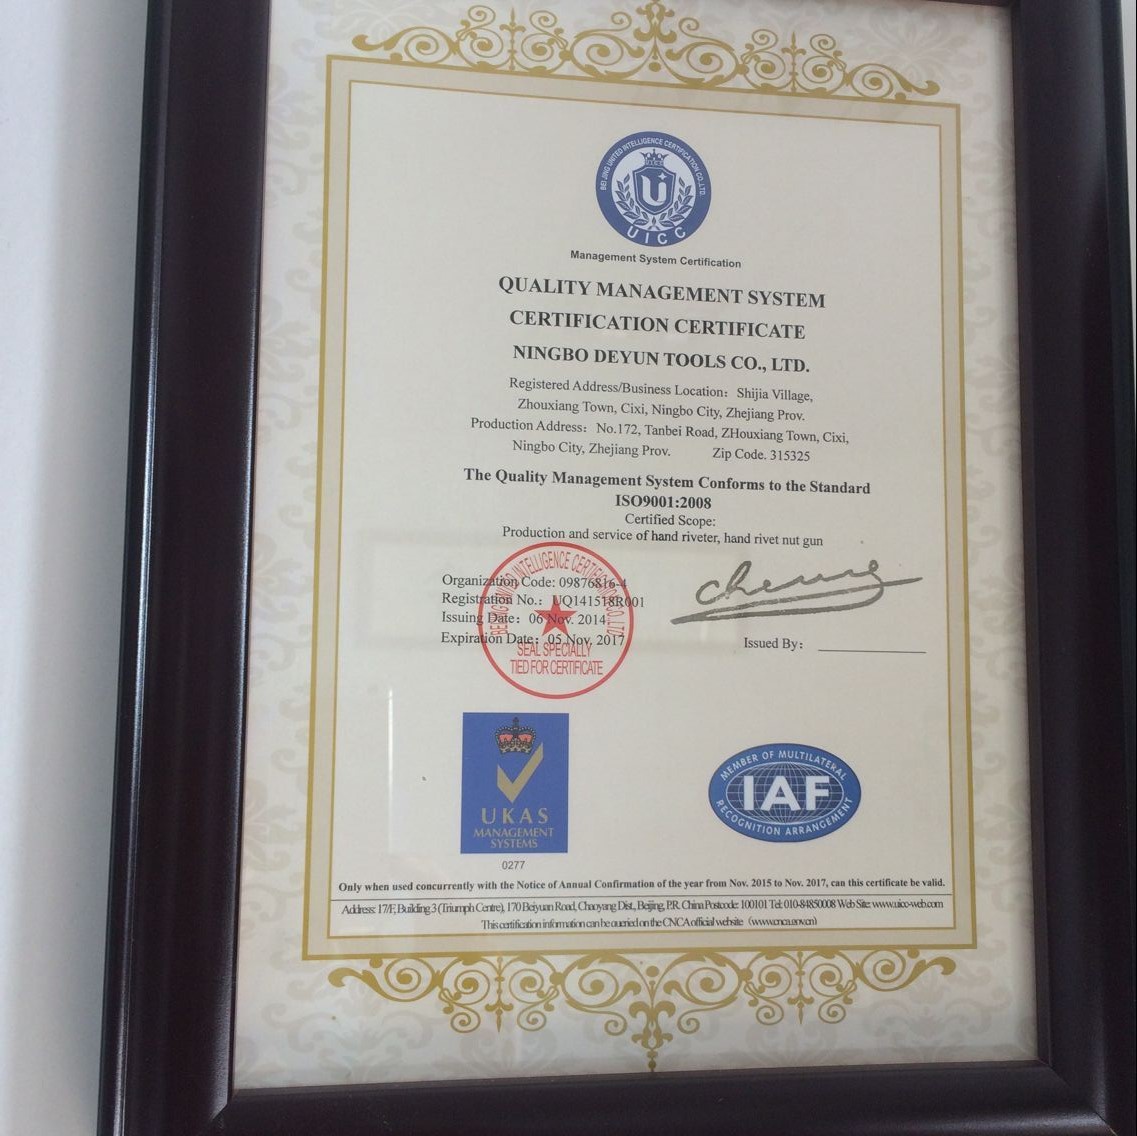 BEIJING UNITED INTELLIGENCE CERTIFICATION CO.,LTD.
U
UICC
Management System Certification
QUALITY MANAGEMENT SYSTEM
CERTIFICATION CERTIFICATE
NINGBO DEYUN TOOLS CO., LTD.
Registered Address/Business Location: Shijia Village,
Zhouxiang Town, Cixi, Ningbo City, Zhejiang Prov.
Production Address: No.172, Tanbei Road, ZHouxiang Town, Cixi,
Ningbo City, Zhejiang Prov. Zip Code. 315325
The Quality Management System Conforms to the Standard
ISO9001:2008
Certified Scope:
Production and service of hand riveter, hand rivet nut gun
Organization Code: 09876816-4
Registration No.: UQ141518R001
Issuing Date: 06 Nov. 2014
Expiration Date: 05 Nov, 2017
BEIJING UNITED INTELLIGENCE CERTIFICATION CO.,LTD
SEAL SPECIALLY
TIED FOR CERTIFICATE
Issued By:
UKAS
MANAGEMENT
SYSTEMS
0277
MEMBER OF MULTILATERAL
IAF
RECOGNITION ARRANGEMENT
Only when used concurrently with the Notice of Annual Confirmation of the year from Nov. 2015 to Nov. 2017, can this certificate be valid.
Address: 17/F, Building 3 (Triumph Centre), 170 Beiyuan Road, Chaoyang Dist., Beijing, P.R. China Postcode: 100101 Tel: 010-84850008 Web Site: www.uicc-web.com
This certification information can be queried on the CNCA official website (www.cnca.gov.cn)